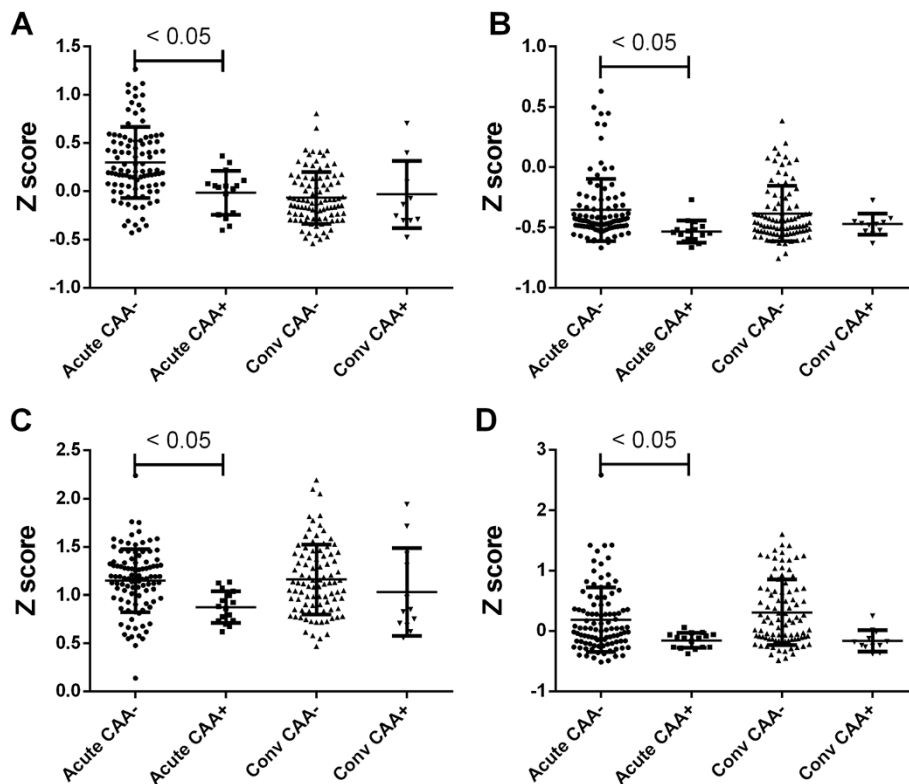 A
< 0.05
Z score
1.5
1.0
0.5
0.0
-0.5
-1.0
Acute CAA-
Acute CAA+
Conv CAA-
Conv CAA+
B
< 0.05
Z score
1.0
0.5
0.0
-0.5
-1.0
Acute CAA-
Acute CAA+
Conv CAA-
Conv CAA+
C
< 0.05
Z score
2.5
2.0
1.5
1.0
0.5
0.0
Acute CAA-
Acute CAA+
Conv CAA-
Conv CAA+
D
< 0.05
Z score
3
2
1
0
-1
Acute CAA-
Acute CAA+
Conv CAA-
Conv CAA+